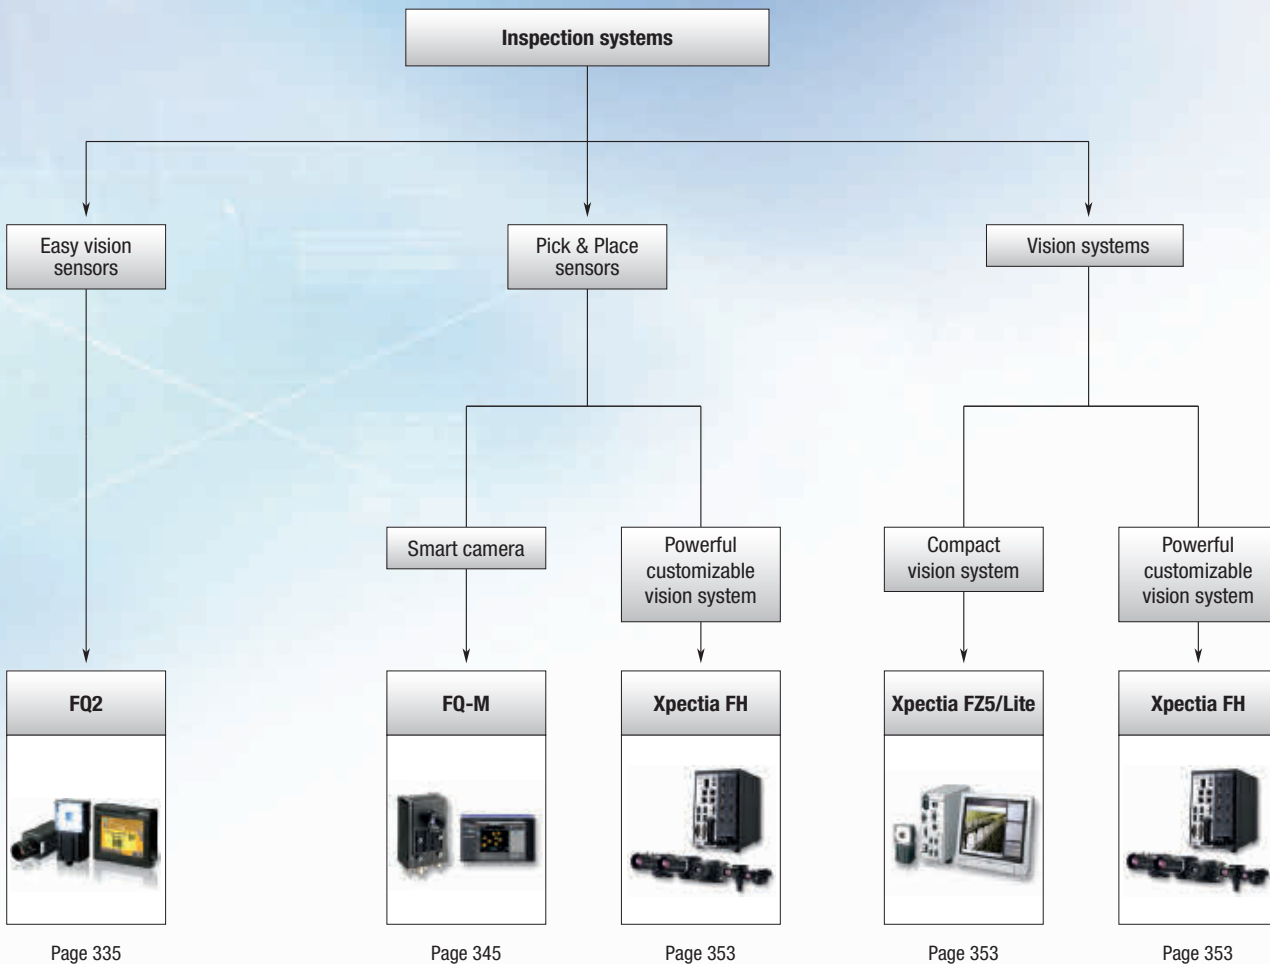 Inspection systems
Easy vision
sensors
Pick & Place
sensors
Vision systems
Smart camera
Powerful
customizable
vision system
Compact
vision system
Powerful
customizable
vision system
FQ2
FQ-M
Xpectia FH
Xpectia FZ5/Lite
Xpectia FH
Page 335
Page 345
Page 353
Page 353
Page 353